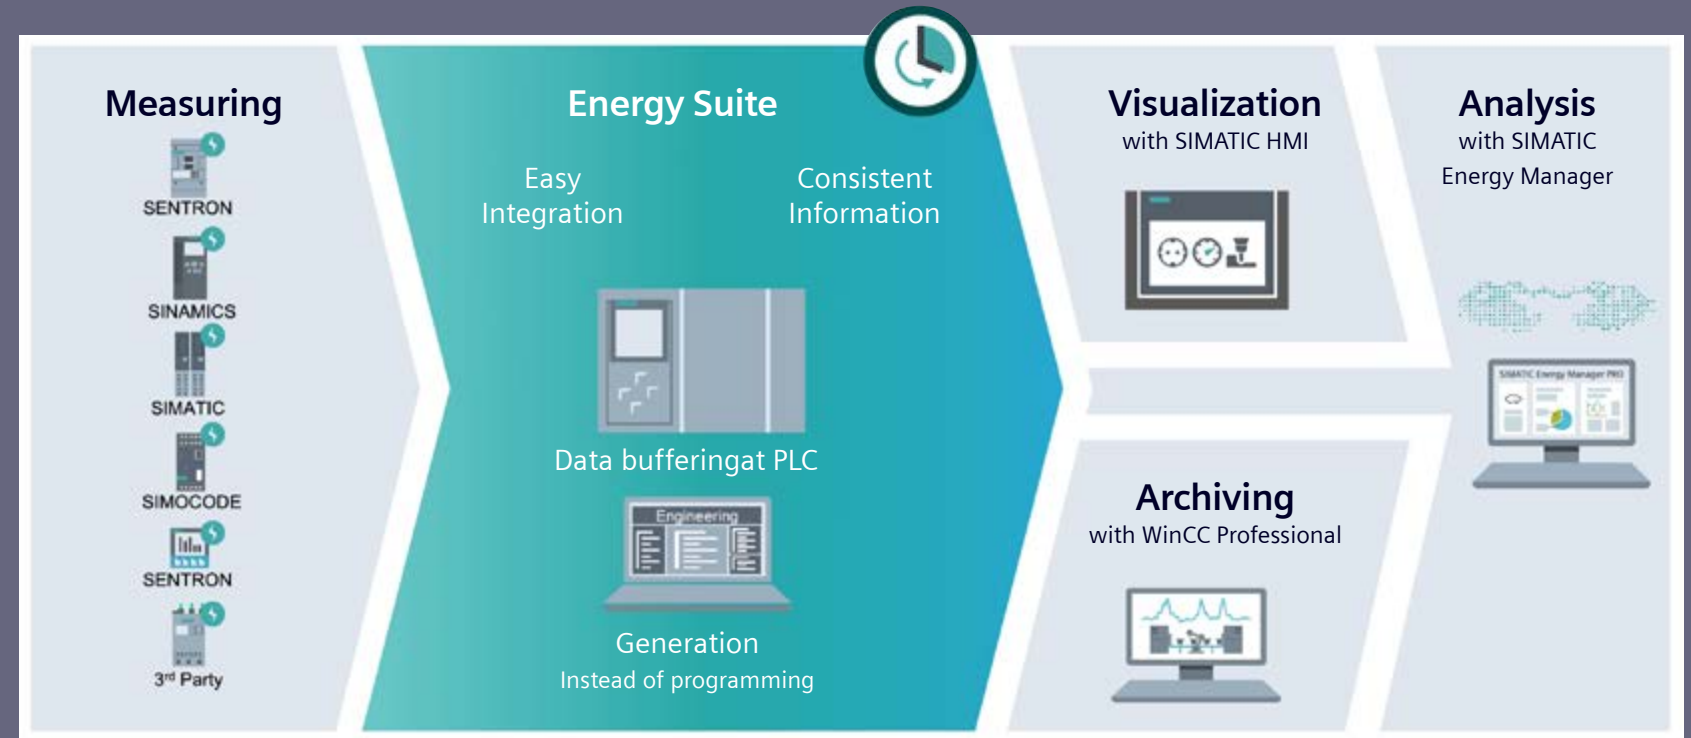 Measuring
SENTRON
SINAMICS
SIMATIC
SIMOCODE
SENTRON
3rd Party
Energy Suite
Easy
Integration
Consistent
Information
Data bufferingat PLC
Engineering
Generation
Instead of programming
Visualization
with SIMATIC HMI
Archiving
with WinCC Professional
Analysis
with SIMATIC
Energy Manager
SIMATIC Energy Manager PRO